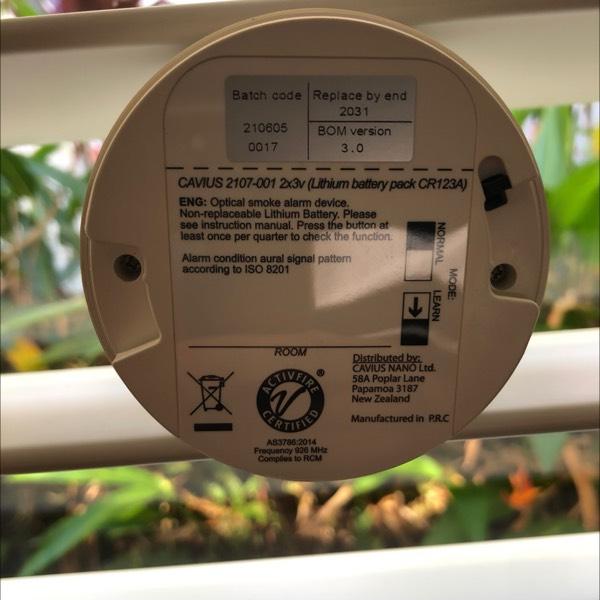 Batch code
210605
0017
Replace by end
2031
BOM version
3.0
CAVIUS 2107-001 2x3v (Lithium battery pack CR123A)
ENG: Optical smoke alarm device.
Non-replaceable Lithium Battery. Please
see instruction manual. Press the button at
least once per quarter to check the function.
Alarm condition aural signal pattern
according to ISO 8201
NORMAL
MODE:
LEARN
ROOM
ACTIVFIRE ®
CERTIFIED
AS3786:2014
Frequency 926 MHz
Complies to RCM
Distributed by:
CAVIUS NANO Ltd.
58A Poplar Lane
Papamoa 3187
New Zealand
Manufactured in P.R.C